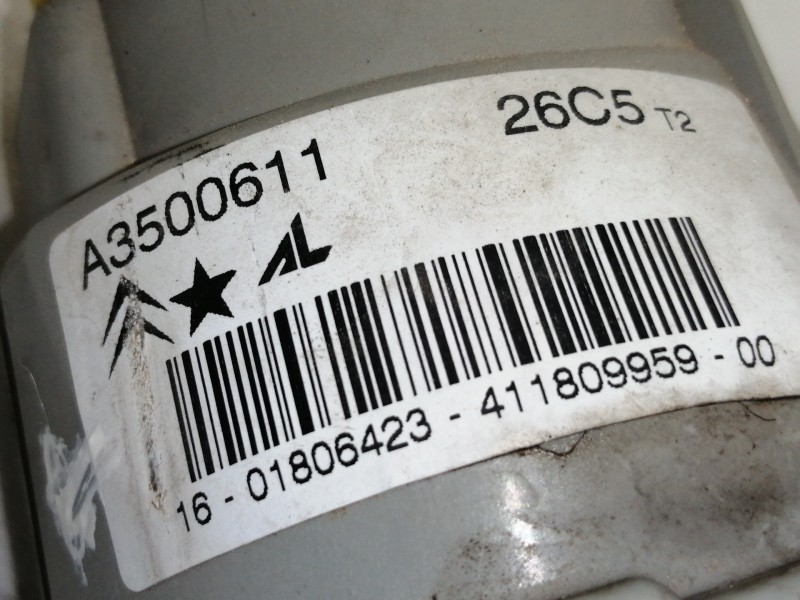 26C5 T2
A3500611
AL
16 - 01806423 - 411809959 - 00